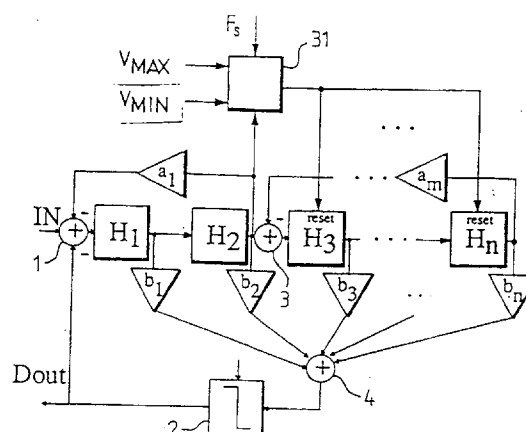 F_s
31
V_MAX
V_MIN
a_1
a_m
IN
H_1
H_2
reset
H_3
reset
H_n
1
3
b_1
b_2
b_3
b_n
Dout
4
2